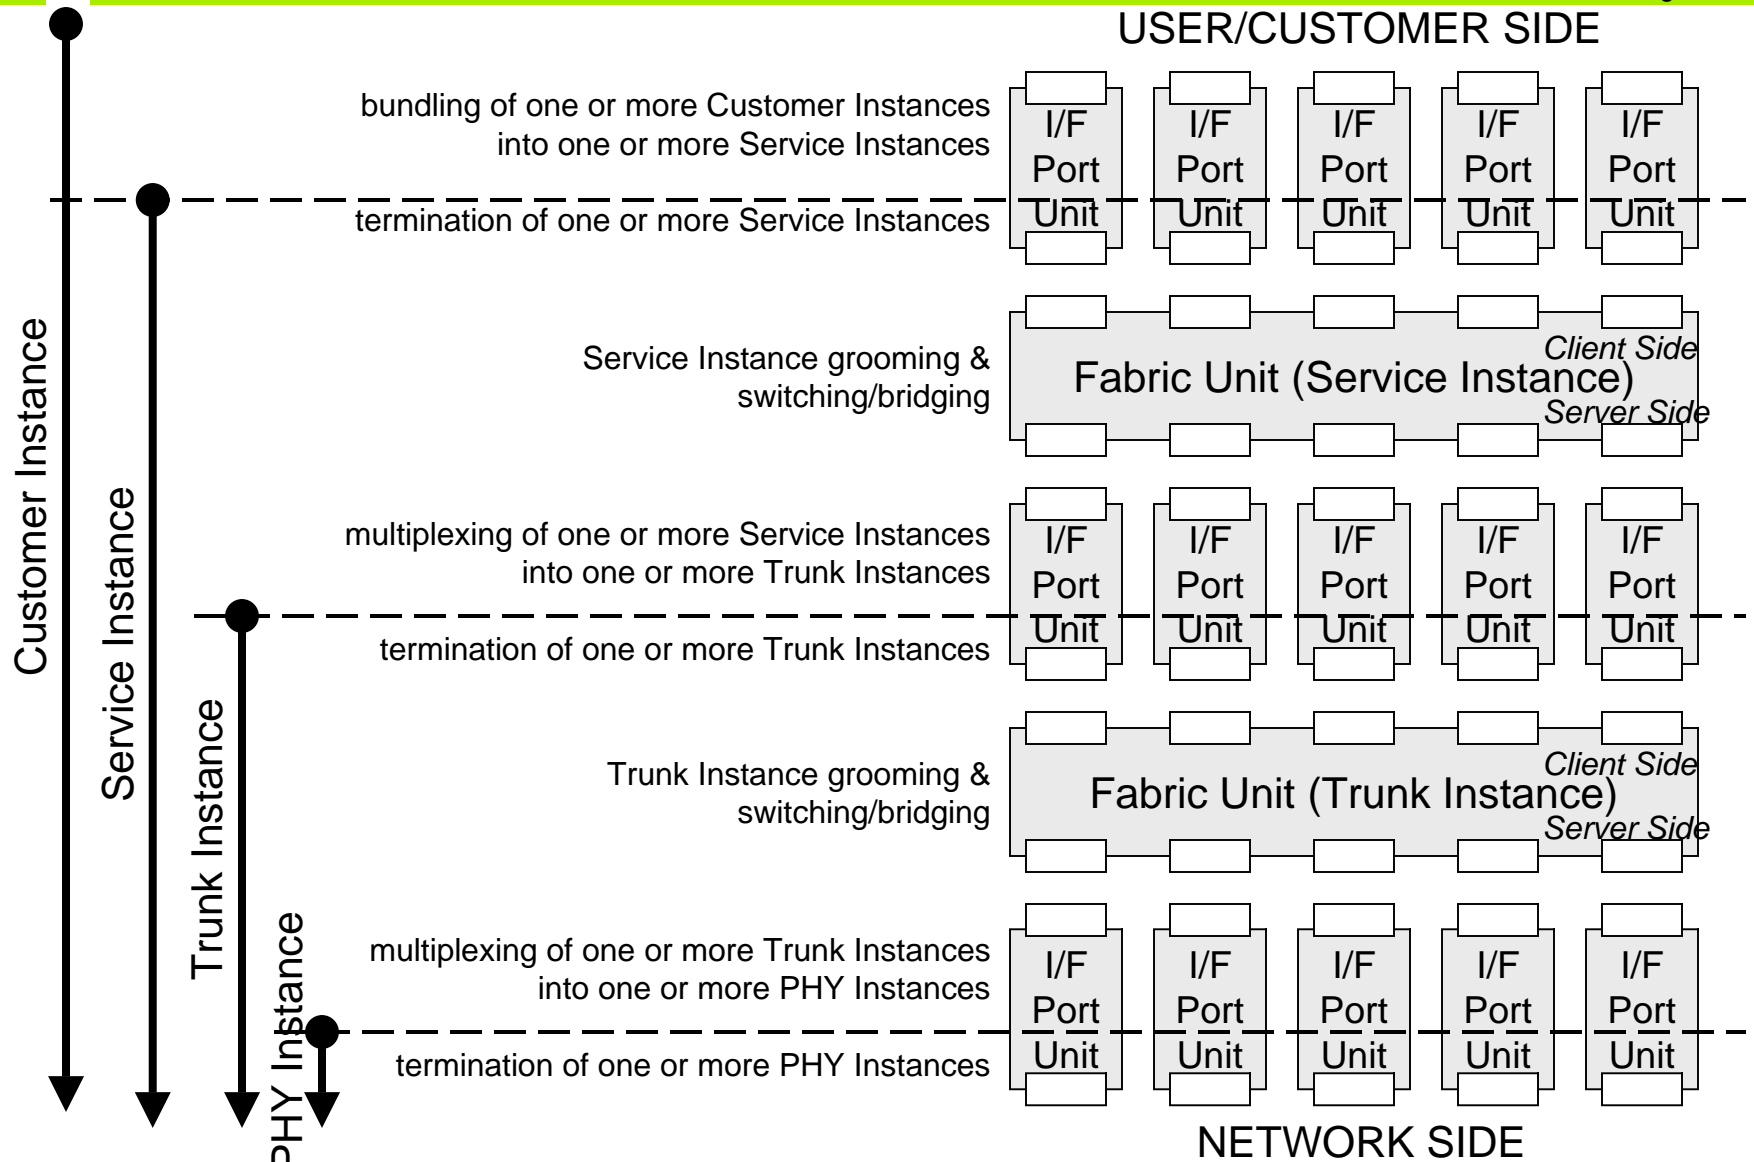 USER/CUSTOMER SIDE
bundling of one or more Customer Instances
into one or more Service Instances
I/F Port Unit
I/F Port Unit
I/F Port Unit
I/F Port Unit
I/F Port Unit
termination of one or more Service Instances
Service Instance grooming &
switching/bridging
Fabric Unit (Service Instance)
Client Side
Server Side
multiplexing of one or more Service Instances
into one or more Trunk Instances
I/F Port Unit
I/F Port Unit
I/F Port Unit
I/F Port Unit
I/F Port Unit
termination of one or more Trunk Instances
Trunk Instance grooming &
switching/bridging
Fabric Unit (Trunk Instance)
Client Side
Server Side
multiplexing of one or more Trunk Instances
into one or more PHY Instances
I/F Port Unit
I/F Port Unit
I/F Port Unit
I/F Port Unit
I/F Port Unit
termination of one or more PHY Instances
NETWORK SIDE
Customer Instance
Service Instance
Trunk Instance
PHY Instance